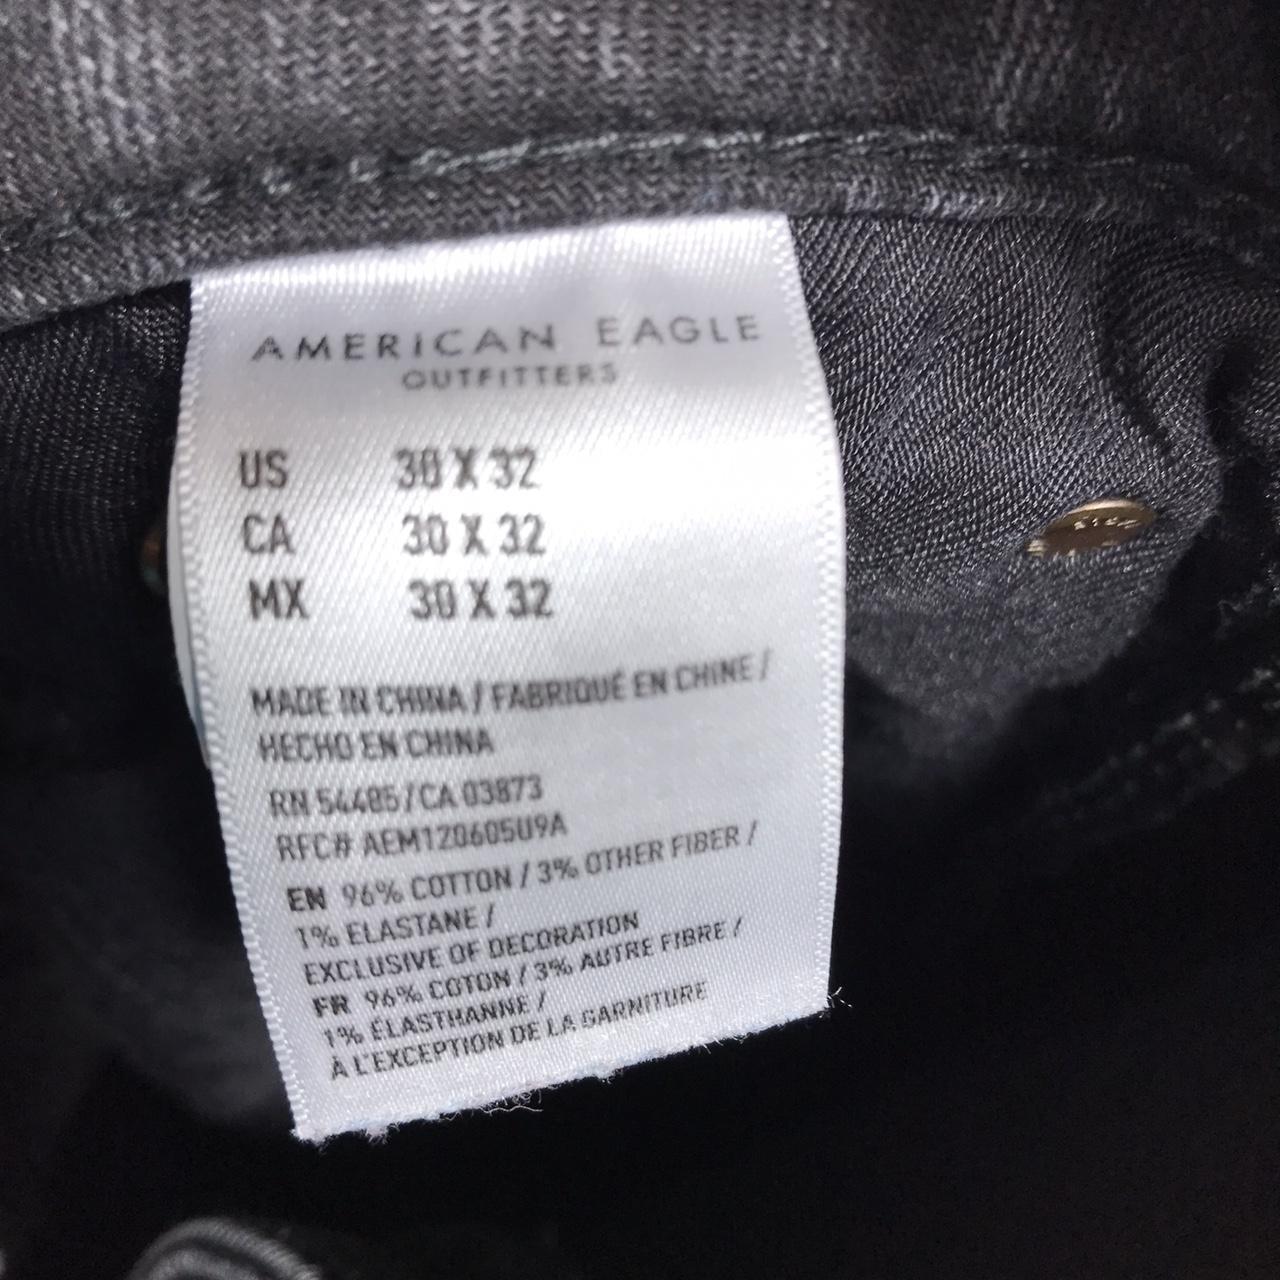 AMERICAN EAGLE
OUTFITTERS
US 30 X 32
CA 30 X 32
MX 30 X 32
MADE IN CHINA / FABRIQUÉ EN CHINE /
HECHO EN CHINA
RN 54485 / CA 03873
RFC# AEM120605U9A
EN 96% COTTON / 3% OTHER FIBER /
1% ELASTANE /
EXCLUSIVE OF DECORATION
FR 96% COTON / 3% AUTRE FIBRE /
1% ÉLASTHANNE /
À L'EXCEPTION DE LA GARNITURE